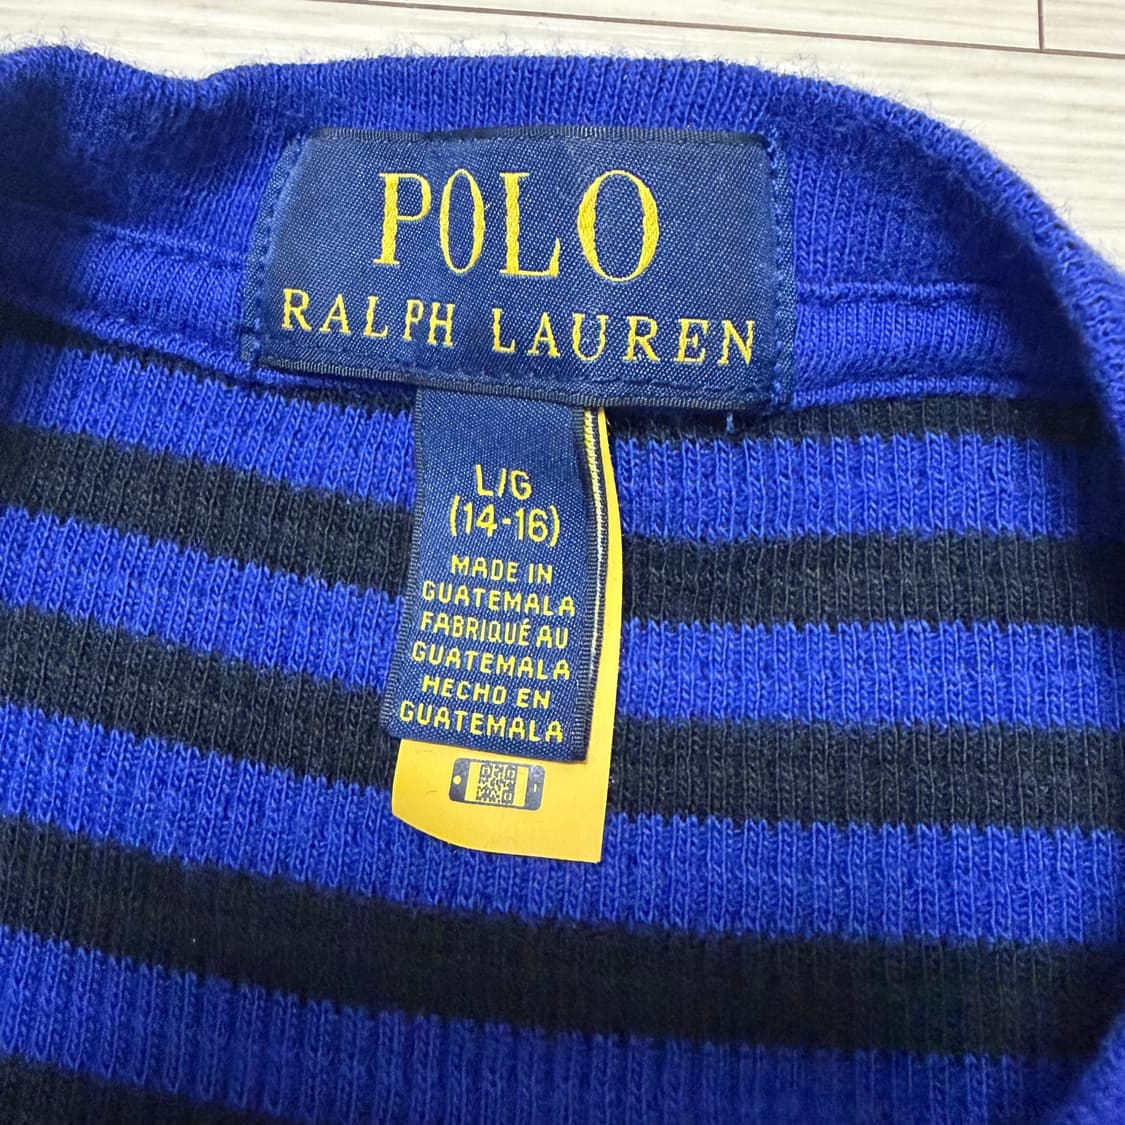 POLO
RALPH LAUREN
L/G
(14-16)
MADE IN
GUATEMALA
FABRIQUÉ AU
GUATEMALA
HECHO EN
GUATEMALA